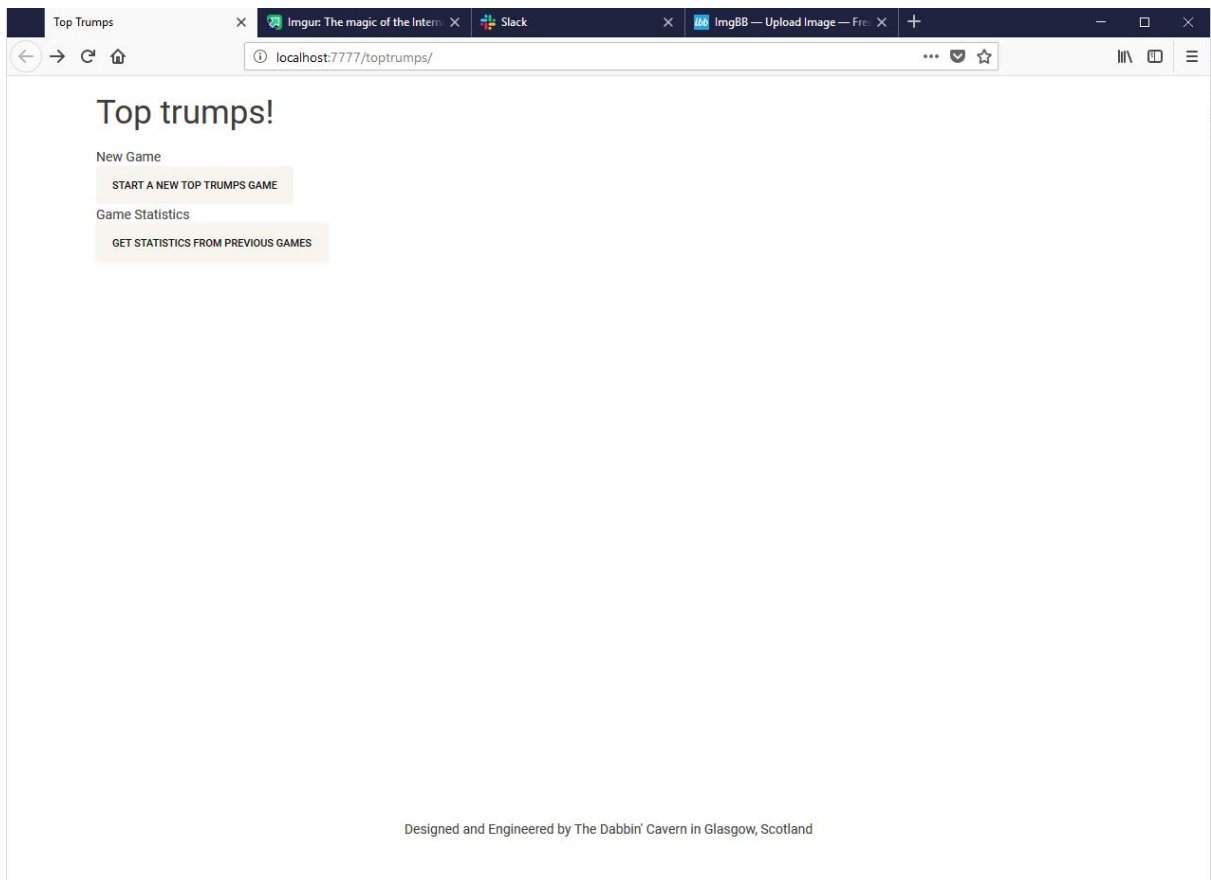 Top Trumps
Imgur: The magic of the Intern
Slack
ibb ImgBB — Upload Image — Fre
localhost:7777/toptrumps/
Top trumps!
New Game
START A NEW TOP TRUMPS GAME
Game Statistics
GET STATISTICS FROM PREVIOUS GAMES
Designed and Engineered by The Dabbin' Cavern in Glasgow, Scotland